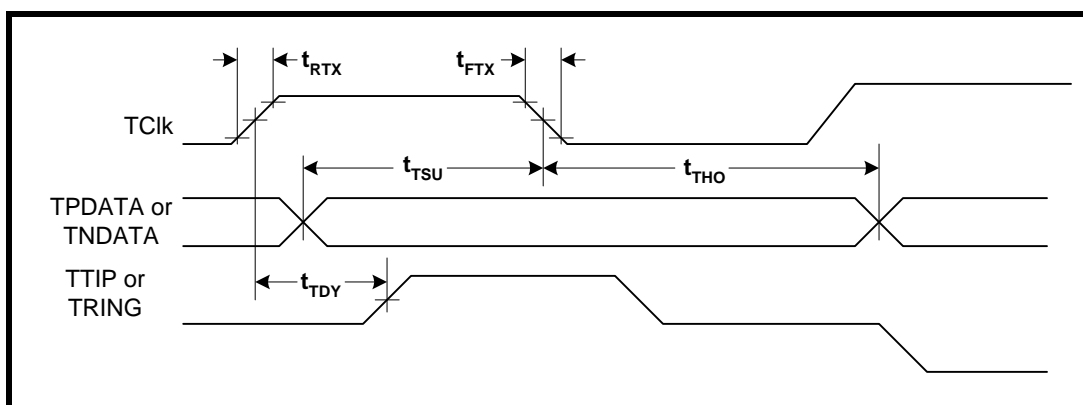 tRTX
tFTX
TClk
tTSU
tTHO
TPDATA or
TNDATA
TTIP or
TRING
tTDY